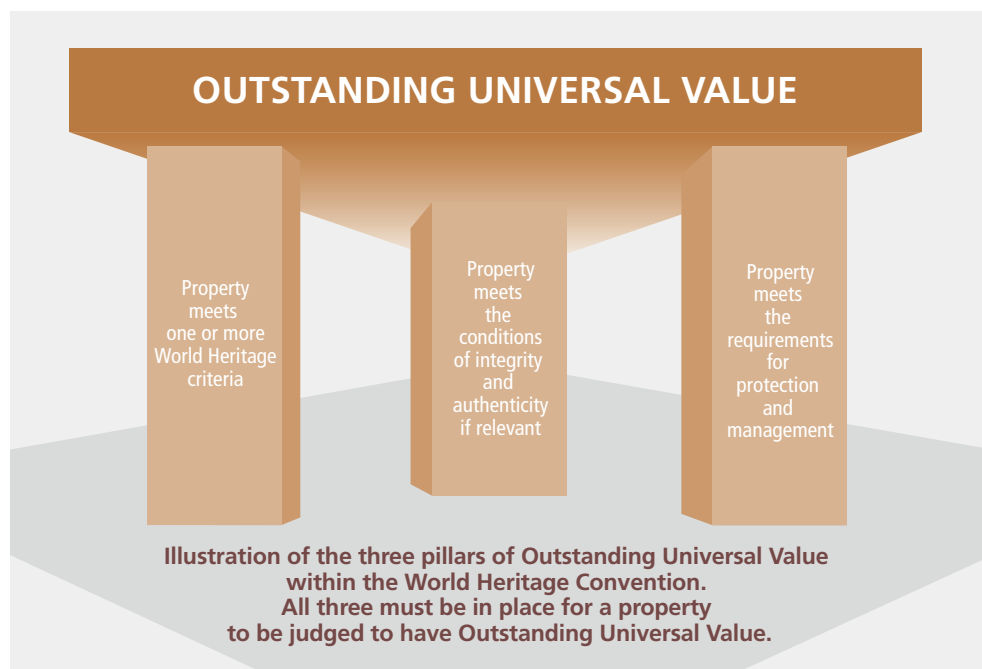 OUTSTANDING UNIVERSAL VALUE
Property
meets
one or more
World Heritage
criteria
Property
meets
the
conditions
of integrity
and
authenticity
if relevant
Property
meets
the
requirements
for
protection
and
management
Illustration of the three pillars of Outstanding Universal Value
within the World Heritage Convention.
All three must be in place for a property
to be judged to have Outstanding Universal Value.